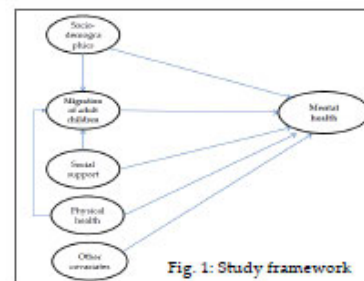 Socio-
demogra
phics
Migration
of adult
children
Mental
health
Social
support
Physical
health
Other
covariates
Fig. 1: Study framework